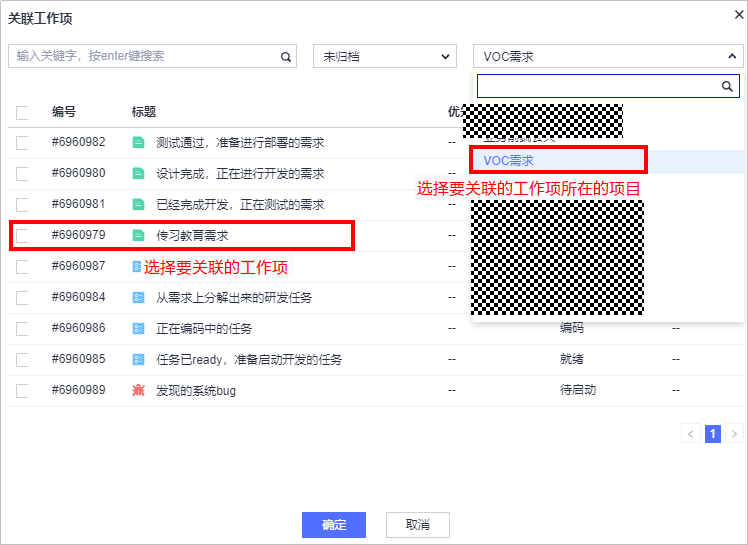 关联工作项
输入关键字，按enter键搜索
未归档
VOC需求
编号 标题
#6960982 测试通过，准备进行部署的需求 --
VOC需求
#6960980 设计完成，正在进行开发的需求 --
选择要关联的工作项所在的项目
#6960981 已经完成开发，正在测试的需求 --
#6960979 传习教育需求 --
#6960987 选择要关联的工作项 --
#6960984 从需求上分解出来的研发任务 --
#6960986 正在编码中的任务 -- 编码 --
#6960985 任务已ready，准备启动开发的任务 -- 就绪 --
#6960989 发现的系统bug -- 待启动 --
< 1 >
确定 取消